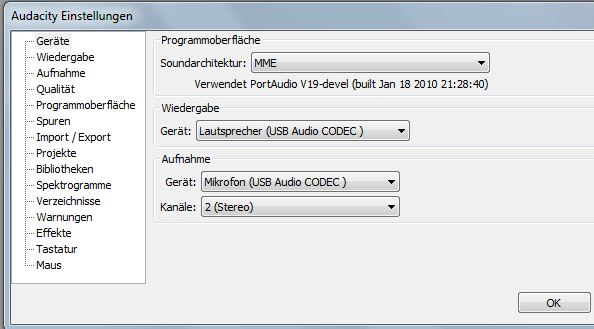 Audacity Einstellungen
Geräte
Wiedergabe
Aufnahme
Qualität
Programmoberfläche
Spuren
Import / Export
Projekte
Bibliotheken
Spektrogramme
Verzeichnisse
Warnungen
Effekte
Tastatur
Maus
Programmoberfläche
Soundarchitektur: MME
Verwendet PortAudio V19-devel (built Jan 18 2010 21:28:40)
Wiedergabe
Gerät: Lautsprecher (USB Audio CODEC )
Aufnahme
Gerät: Mikrofon (USB Audio CODEC )
Kanäle: 2 (Stereo)
OK